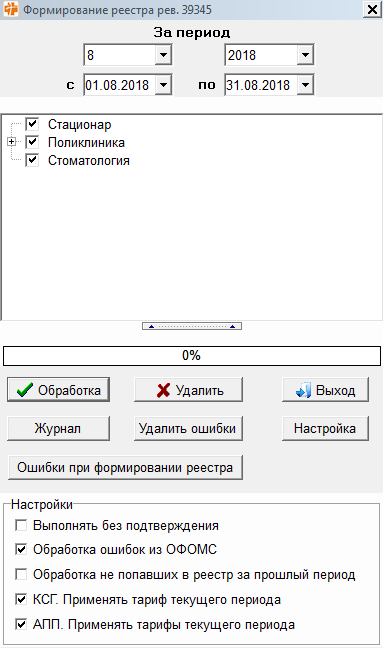 Формирование реестра рев. 39345
За период
8 2018
с 01.08.2018 по 31.08.2018
Стационар
Поликлиника
Стоматология
0%
Обработка Удалить Выход
Журнал Удалить ошибки Настройка
Ошибки при формировании реестра
Настройки
Выполнять без подтверждения
Обработка ошибок из ОФОМС
Обработка не попавших в реестр за прошлый период
КСГ. Применять тариф текущего периода
АПП. Применять тарифы текущего периода